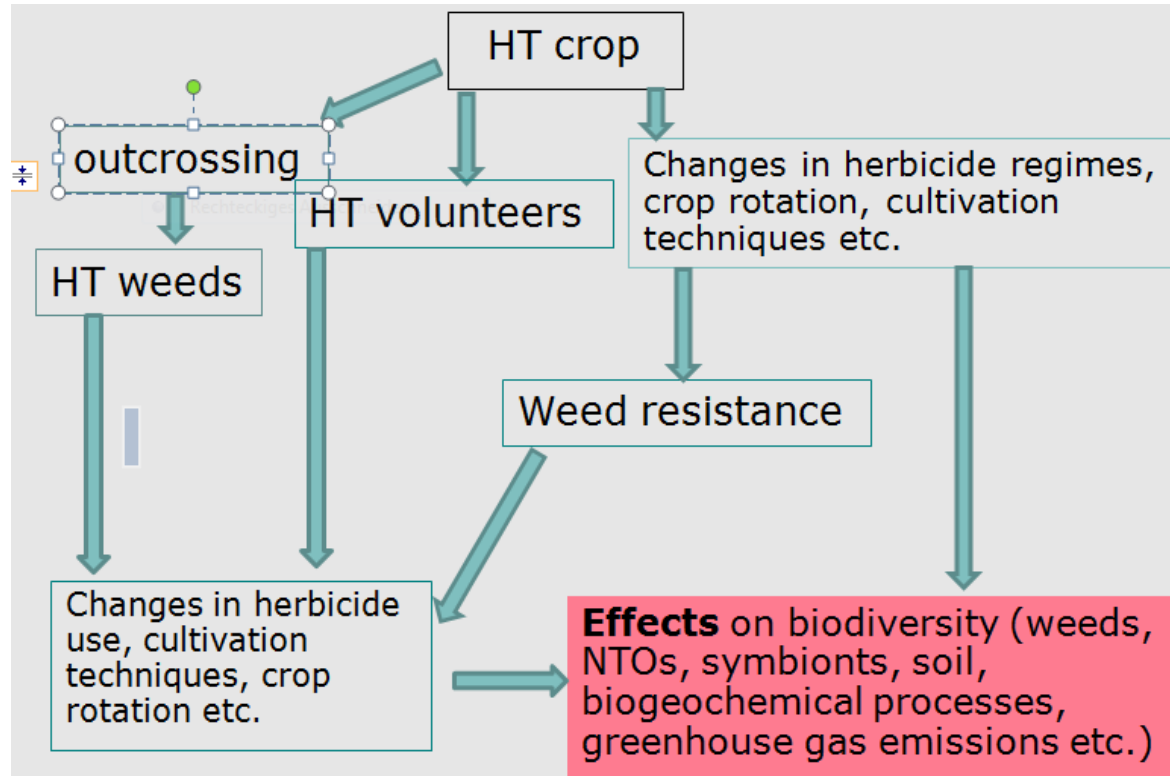 HT crop
outcrossing
HT volunteers
Changes in herbicide regimes,
crop rotation, cultivation
techniques etc.
HT weeds
Weed resistance
Changes in herbicide
use, cultivation
techniques, crop
rotation etc.
Effects on biodiversity (weeds,
NTOs, symbionts, soil,
biogeochemical processes,
greenhouse gas emissions etc.)